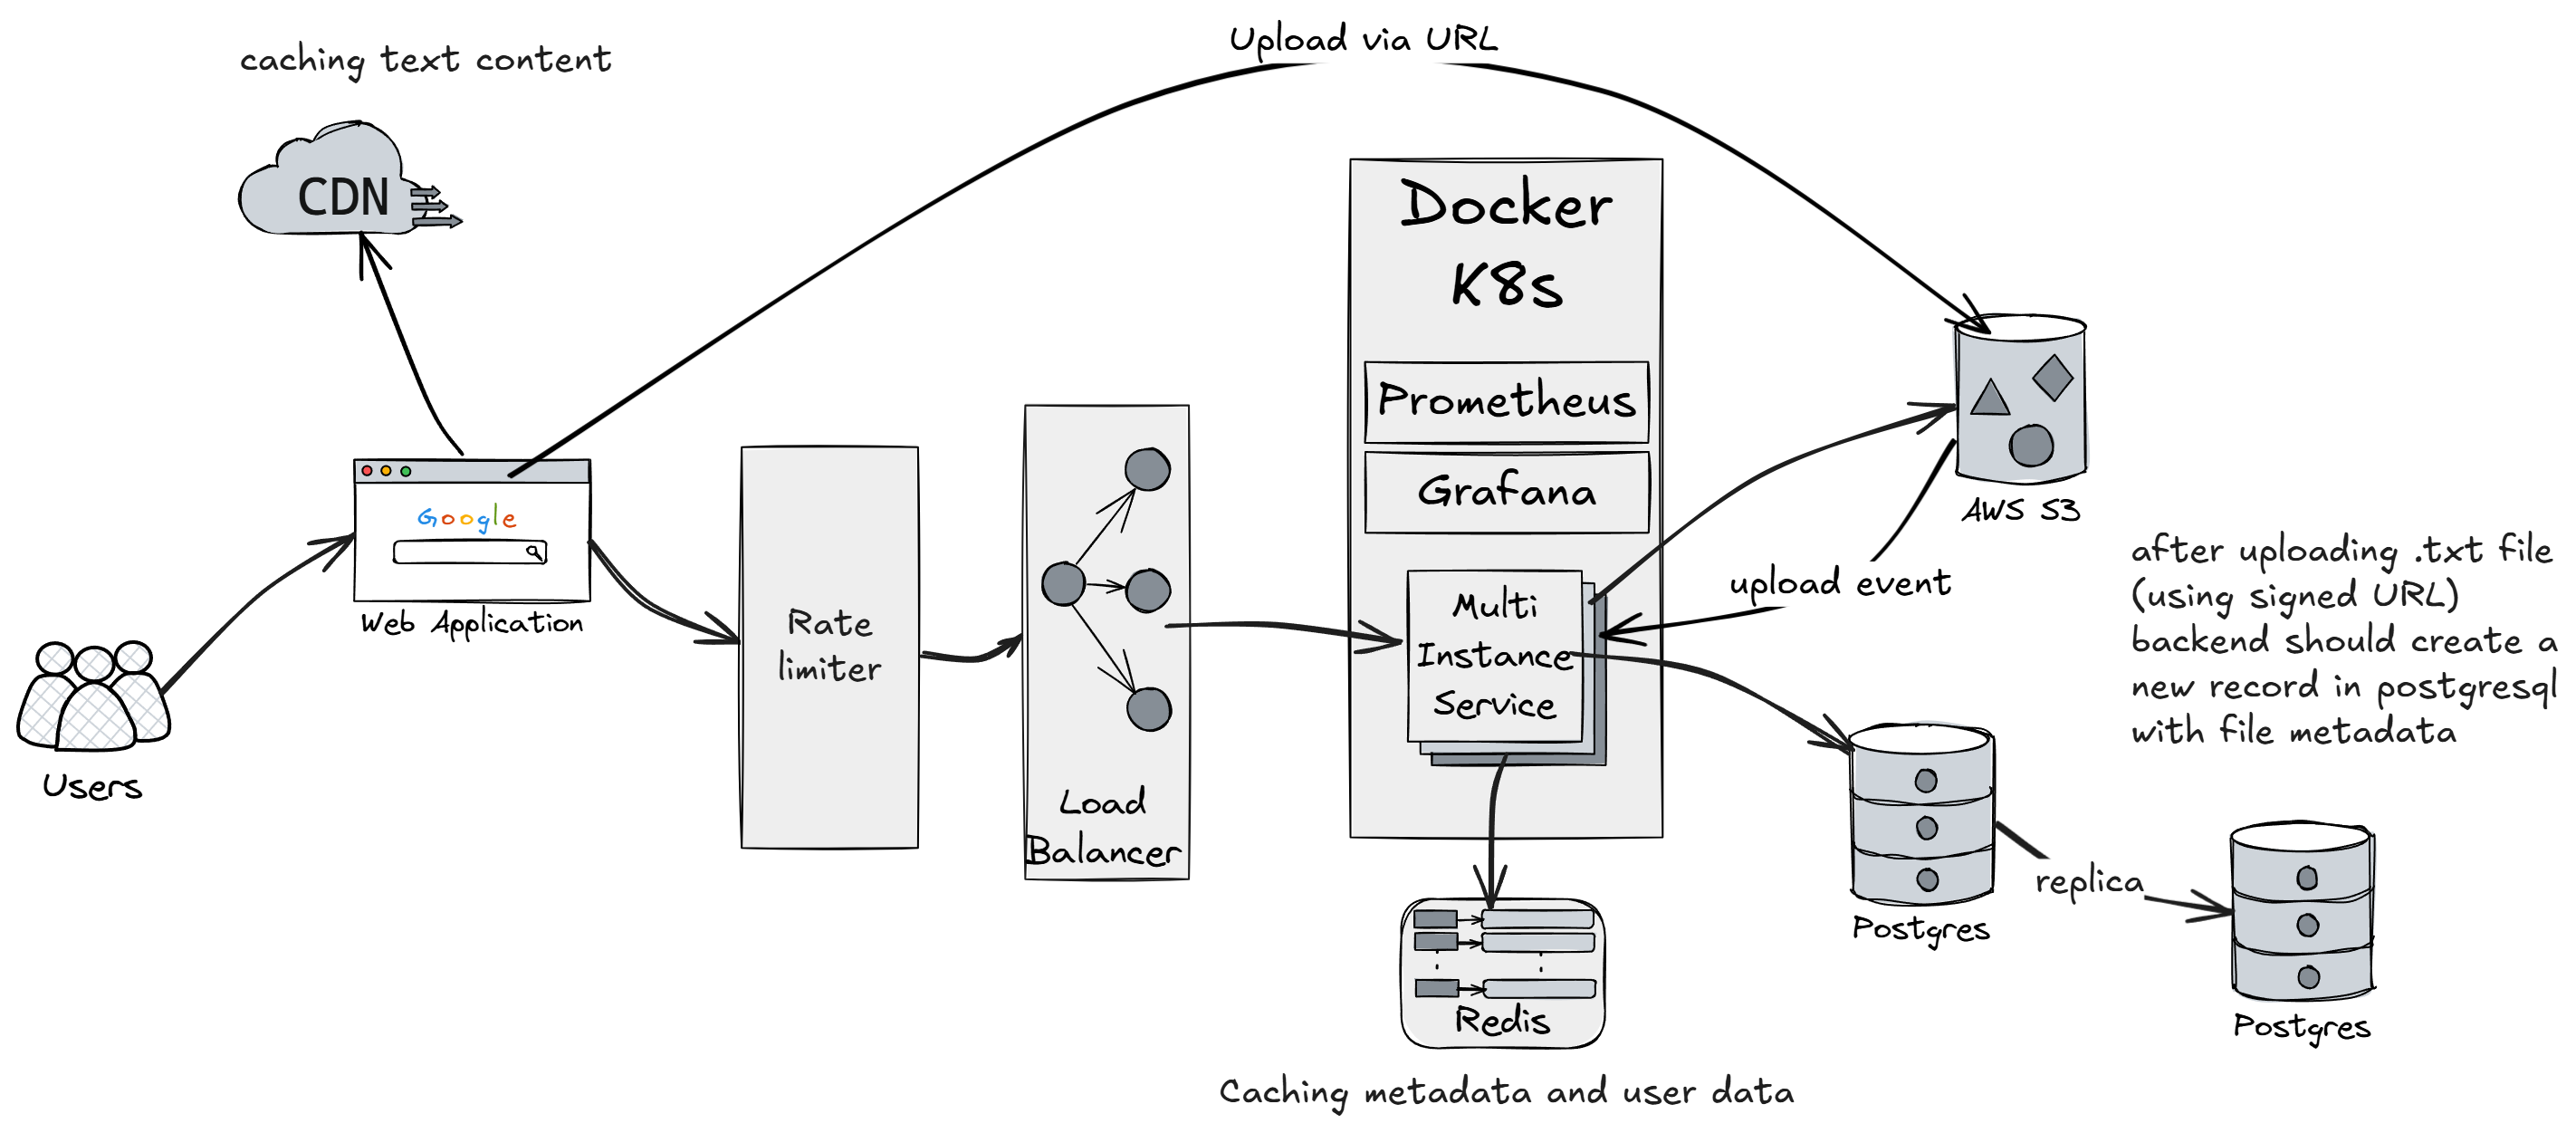 Upload via URL
caching text content
CDN
Docker
K8s
Prometheus
Grafana
Google
Web Application
Users
Rate
limiter
Load
Balancer
Multi
Instance
Service
upload event
AWS S3
after uploading .txt file
(using signed URL)
backend should create a
new record in postgresql
with file metadata
Postgres
replica
Postgres
Redis
Caching metadata and user data